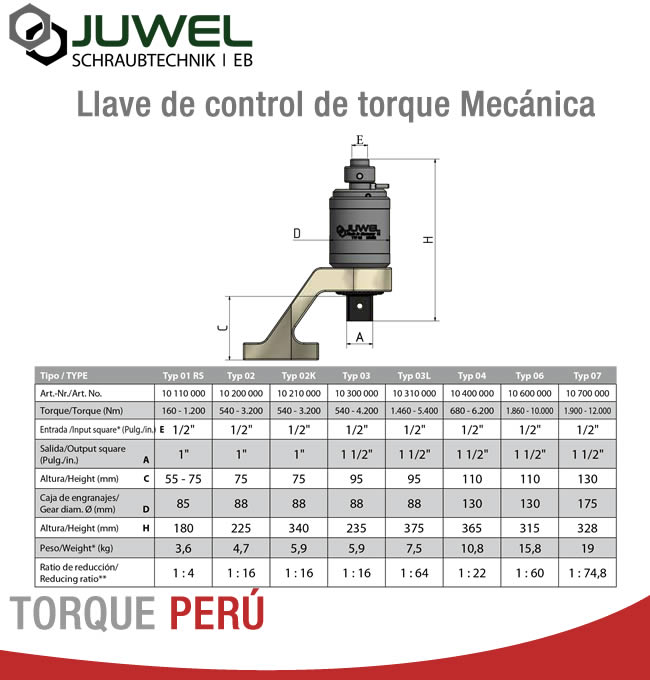 JUWEL
SCHRAUBTECHNIK | EB
Llave de control de torque Mecánica
E
JUWEL
D
H
C
A
Tipo / TYPE Typ 01 RS Typ 02 Typ 02K Typ 03 Typ 03L Typ 04 Typ 06 Typ 07
Art.-Nr./Art. No. 10 110 000 10 200 000 10 210 000 10 300 000 10 310 000 10 400 000 10 600 000 10 700 000
Torque/Torque (Nm) 160 - 1.200 540 - 3.200 540 - 3.200 540 - 4.200 1.460 - 5.400 680 - 6.200 1.860 - 10.000 1.900 - 12.000
Entrada /Input square* (Pulg./in.) E 1/2" 1/2" 1/2" 1/2" 1/2" 1/2" 1/2" 1/2"
Salida/Output square
(Pulg./in.) A 1" 1" 1" 1 1/2" 1 1/2" 1 1/2" 1 1/2" 1 1/2"
Altura/Height (mm) C 55 - 75 75 75 95 95 110 110 130
Caja de engranajes/
Gear diam. Ø (mm) D 85 88 88 88 88 130 130 175
Altura/Height (mm) H 180 225 340 235 375 365 315 328
Peso/Weight* (kg) 3,6 4,7 5,9 5,9 7,5 10,8 15,8 19
Ratio de reducción/
Reducing ratio** 1 : 4 1 : 16 1 : 16 1 : 16 1 : 64 1 : 22 1 : 60 1 : 74,8
TORQUE PERÚ